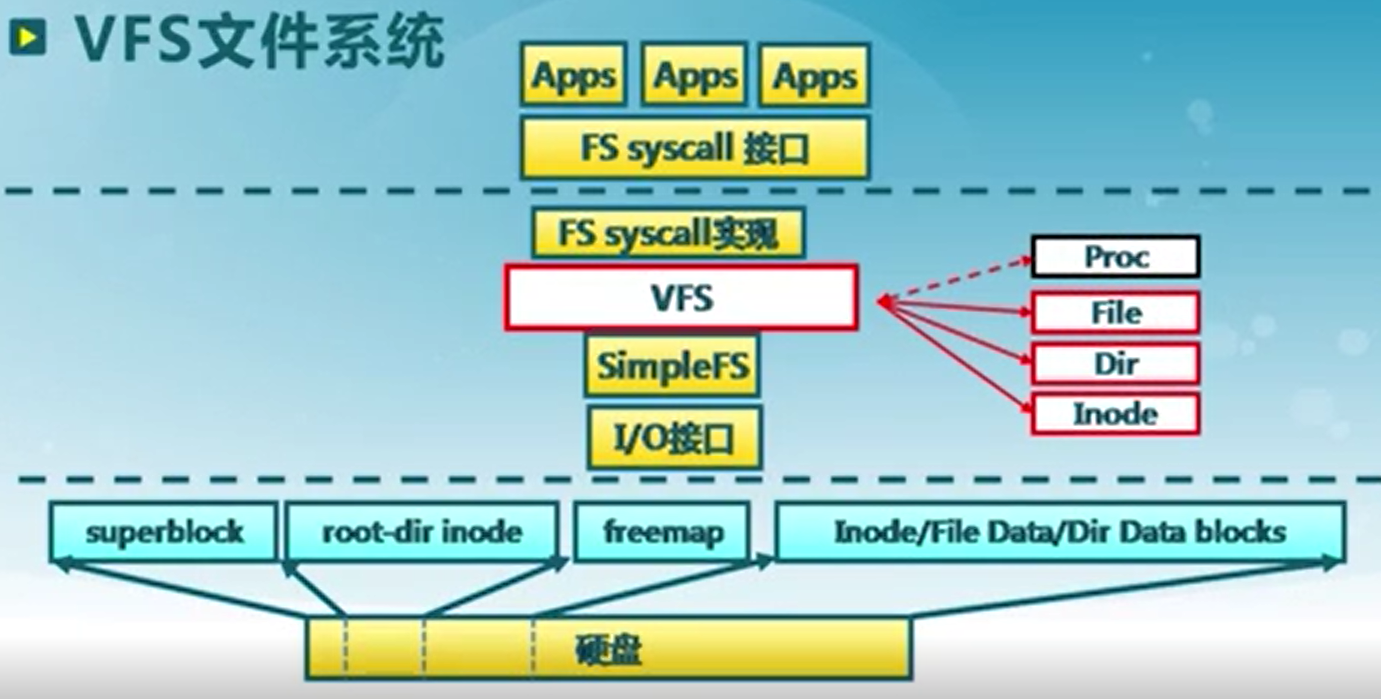 VFS文件系统
Apps Apps Apps
FS syscall 接口
FS syscall实现
VFS
Proc
File
Dir
Inode
SimpleFS
I/O接口
superblock root-dir inode freemap Inode/File Data/Dir Data blocks
硬盘